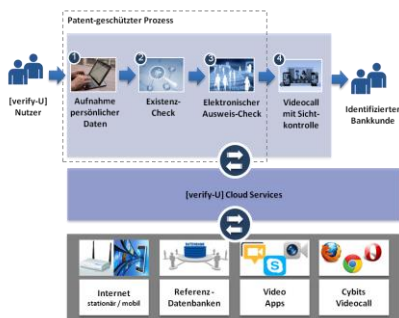 Patent-geschützter Prozess
1
2
3
4
[verify-U]
Nutzer
Aufnahme
persönlicher
Daten
Existenz-
Check
Elektronischer
Ausweis-Check
Videocall
mit Sicht-
kontrolle
Identifizierter
Bankkunde
[verify-U] Cloud Services
Internet
stationär / mobil
Referenz-
Datenbanken
Video
Apps
Cybits
Videocall